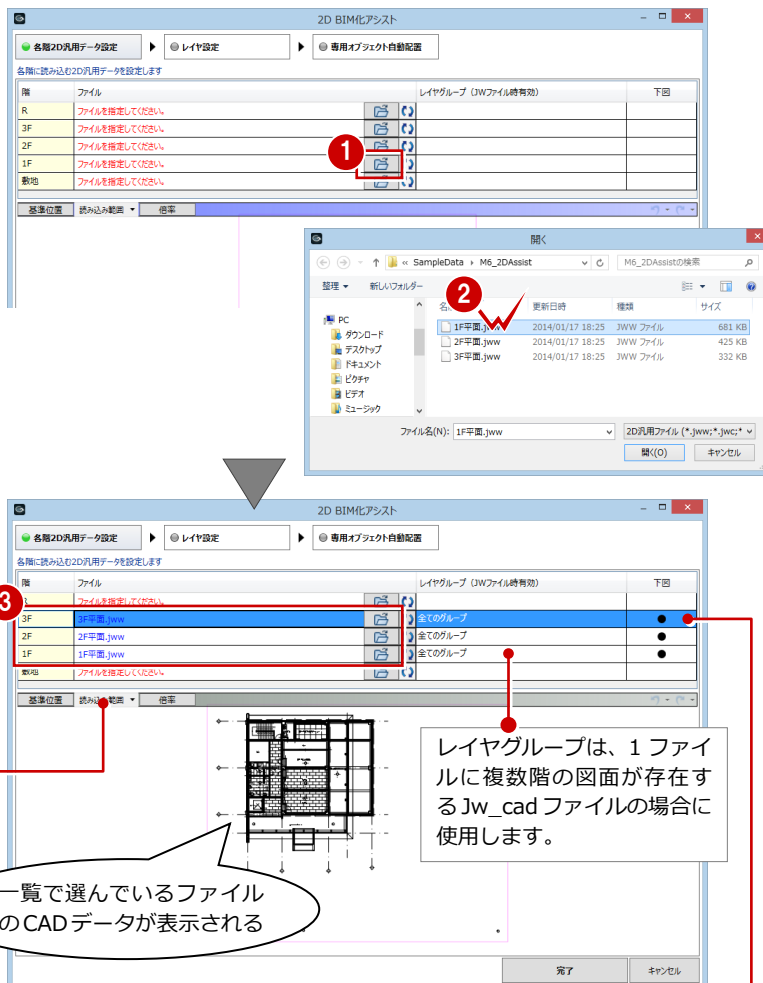 2D BIM化アシスト
各階2D汎用データ設定 ▶ レイヤ設定 ▶ 専用オブジェクト自動配置
各階に読み込む2D汎用データを設定します
階 ファイル レイヤグループ（JWファイル時有効） 下図
R ファイルを指定してください。
3F ファイルを指定してください。
2F ファイルを指定してください。
1F ファイルを指定してください。
敷地 ファイルを指定してください。
1
基準位置 読み込み範囲 ▼ 倍率
開く
↑ « SampleData ▸ M6_2DAssist M6_2DAssistの検索
整理 ▼ 新しいフォルダー
2
更新日時 種類 サイズ
PC
ダウンロード
デスクトップ
ドキュメント
ピクチャ
ビデオ
ミュージック
1F平面.jww 2014/01/17 18:25 JWW ファイル 681 KB
2F平面.jww 2014/01/17 18:25 JWW ファイル 425 KB
3F平面.jww 2014/01/17 18:25 JWW ファイル 332 KB
ファイル名(N): 1F平面.jww 2D汎用ファイル (*.jww;*.jwc;*
開く(O) キャンセル
2D BIM化アシスト
各階2D汎用データ設定 ▶ レイヤ設定 ▶ 専用オブジェクト自動配置
各階に読み込む2D汎用データを設定します
階 ファイル レイヤグループ（JWファイル時有効） 下図
3
R ファイルを指定してください。
3F 3F平面.jww 全てのグループ ●
2F 2F平面.jww 全てのグループ ●
1F 1F平面.jww 全てのグループ ●
敷地 ファイルを指定してください。
基準位置 読み込み範囲 ▼ 倍率
レイヤグループは、1 ファイ
ルに複数階の図面が存在す
るJw_cad ファイルの場合に
使用します。
一覧で選んでいるファイル
のCADデータが表示される
完了 キャンセル